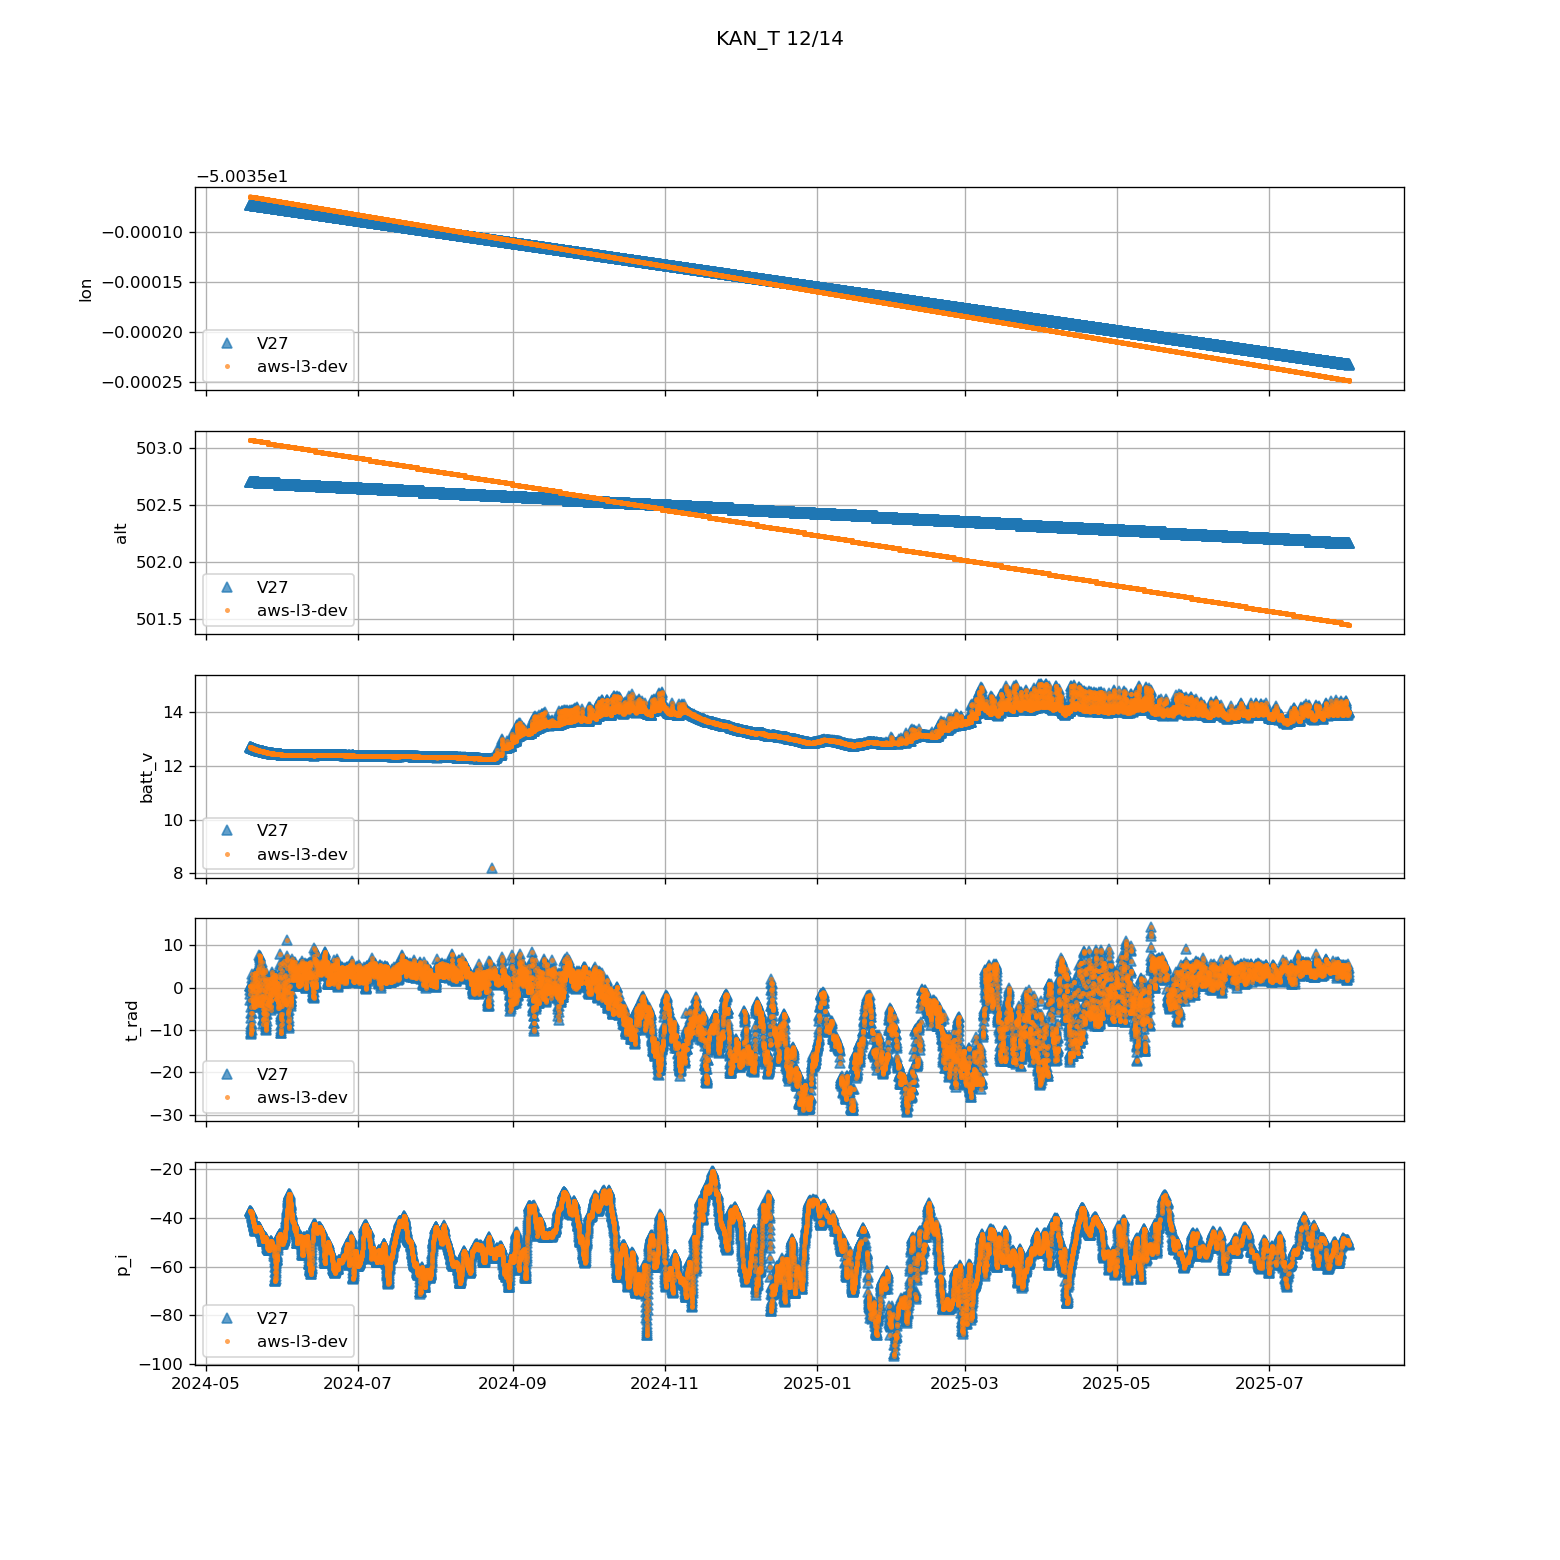 KAN_T 12/14
−5.0035e1
−0.00010
−0.00015
−0.00020
−0.00025
lon
V27
aws-l3-dev
503.0
502.5
502.0
501.5
alt
V27
aws-l3-dev
14
12
10
8
batt_v
V27
aws-l3-dev
10
0
−10
−20
−30
t_rad
V27
aws-l3-dev
−20
−40
−60
−80
−100
p_i
V27
aws-l3-dev
2024-05 2024-07 2024-09 2024-11 2025-01 2025-03 2025-05 2025-07